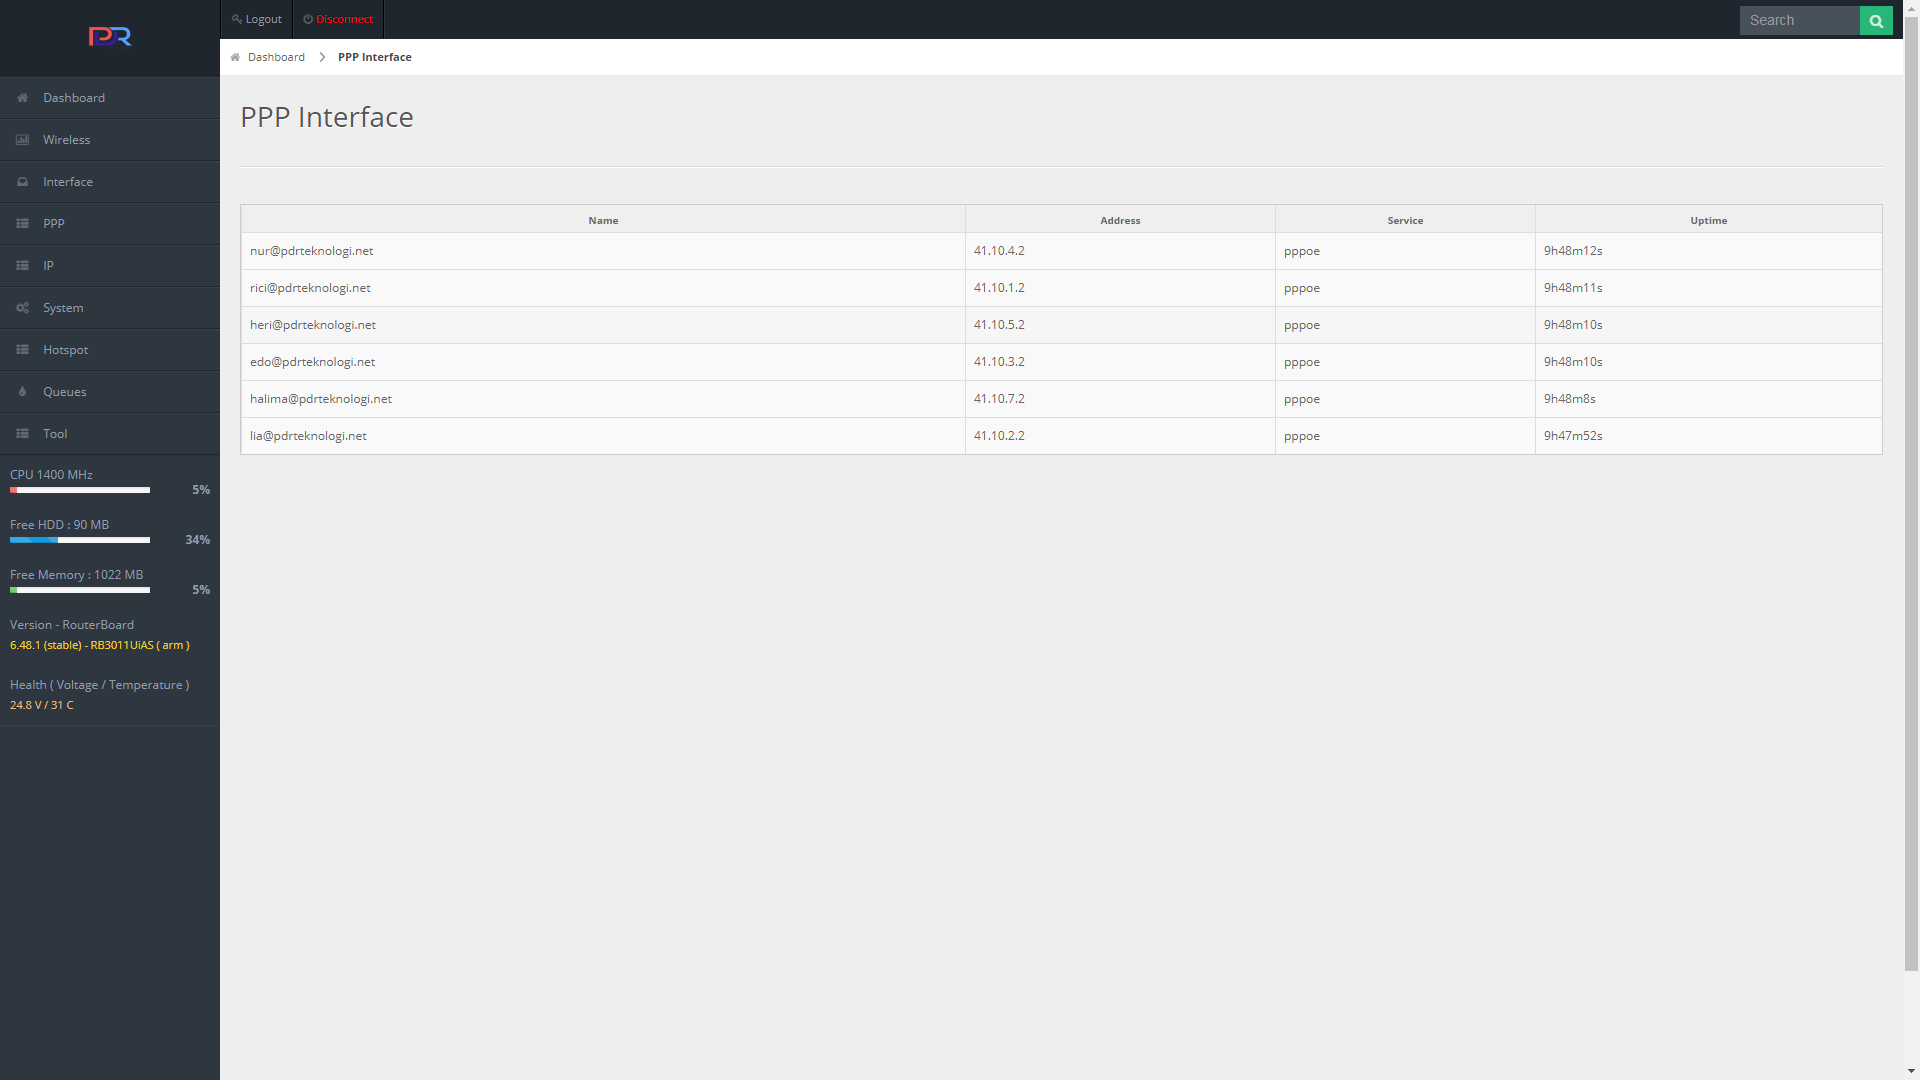 PDR
Logout
Disconnect
Search
Dashboard
PPP Interface
Dashboard
Wireless
Interface
PPP
IP
System
Hotspot
Queues
Tool
CPU 1400 MHz
5%
Free HDD : 90 MB
34%
Free Memory : 1022 MB
5%
Version - RouterBoard
6.48.1 (stable) - RB3011UiAS ( arm )
Health ( Voltage / Temperature )
24.8 V / 31 C
PPP Interface
Name Address Service Uptime
nur@pdrteknologi.net 41.10.4.2 pppoe 9h48m12s
rici@pdrteknologi.net 41.10.1.2 pppoe 9h48m11s
heri@pdrteknologi.net 41.10.5.2 pppoe 9h48m10s
edo@pdrteknologi.net 41.10.3.2 pppoe 9h48m10s
halima@pdrteknologi.net 41.10.7.2 pppoe 9h48m8s
lia@pdrteknologi.net 41.10.2.2 pppoe 9h47m52s